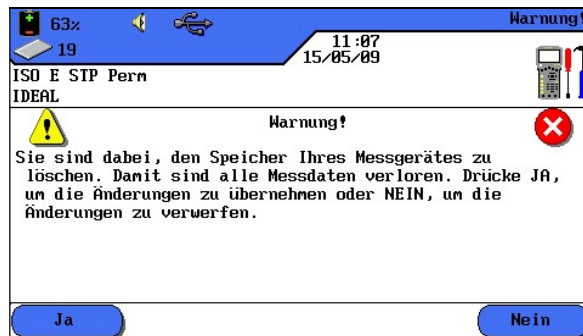 63%
Warnung!
19
11:07
15/05/09
ISO E STP Perm
IDEAL
Warnung!
Sie sind dabei, den Speicher Ihres Messgerätes zu
löschen. Damit sind alle Messdaten verloren. Drücke JA,
um die Änderungen zu übernehmen oder NEIN, um die
Änderungen zu verwerfen.
Ja
Nein